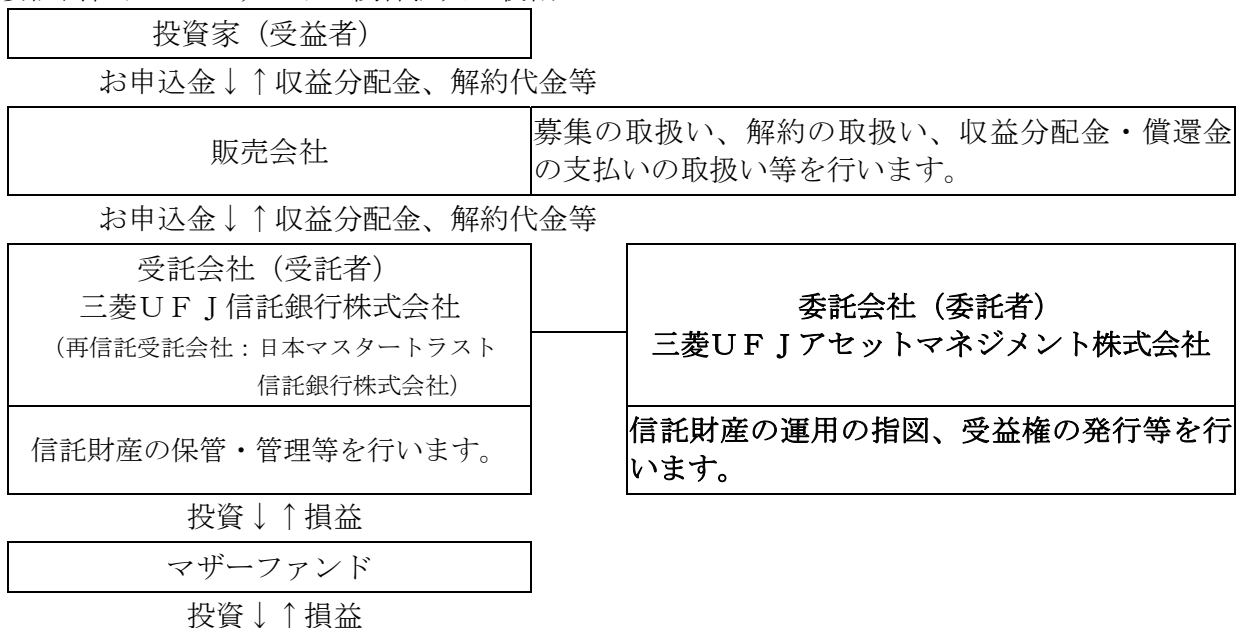 投資家（受益者）
お申込金↓↑収益分配金、解約代金等
販売会社
募集の取扱い、解約の取扱い、収益分配金・償還金
の支払いの取扱い等を行います。
お申込金↓↑収益分配金、解約代金等
受託会社（受託者）
三菱ＵＦＪ信託銀行株式会社
（再信託受託会社：日本マスタートラスト
信託銀行株式会社）
委託会社（委託者）
三菱ＵＦＪアセットマネジメント株式会社
信託財産の保管・管理等を行います。
信託財産の運用の指図、受益権の発行等を行
います。
投資↓↑損益
マザーファンド
投資↓↑損益